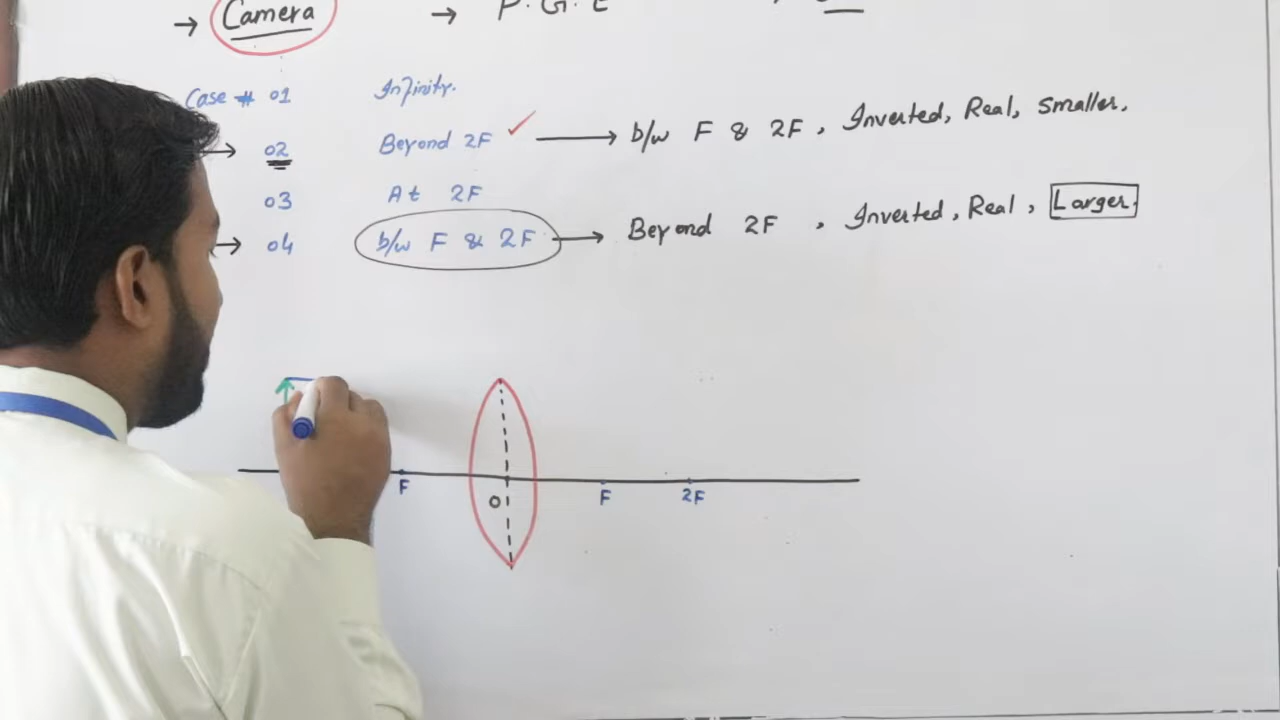 → Camera → P.G.E
Case # 01 Infinity.
→ 02 Beyond 2F ✓ → b/w F & 2F, Inverted, Real, smaller.
03 At 2F
→ 04 b/w F & 2F → Beyond 2F, Inverted, Real, Larger.
F O F 2F